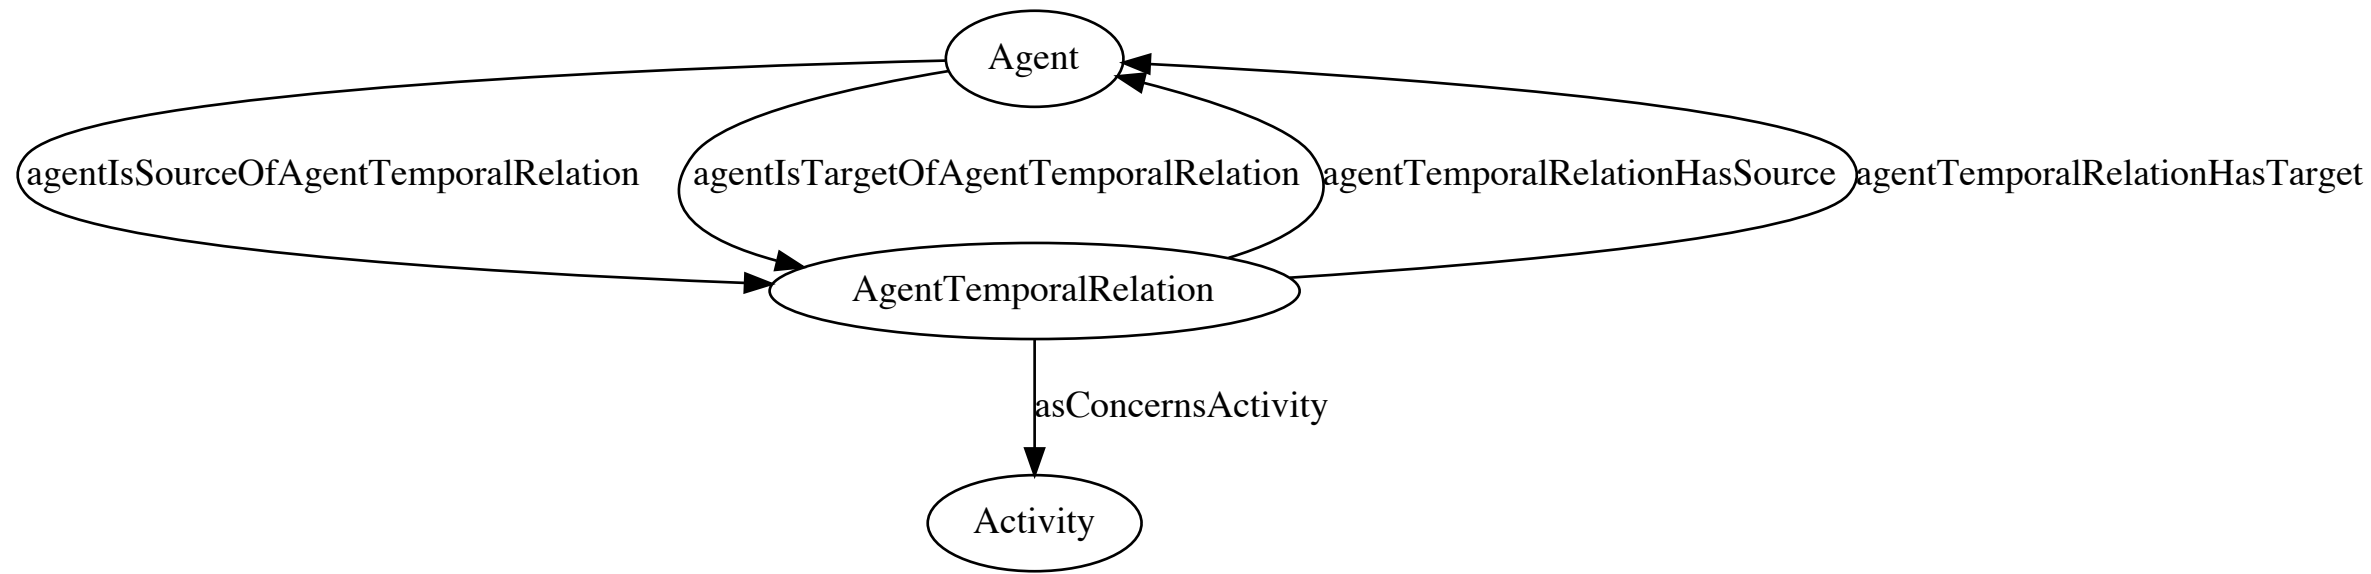 Agent
agentIsSourceOfAgentTemporalRelation
agentIsTargetOfAgentTemporalRelation
agentTemporalRelationHasSource
agentTemporalRelationHasTarget
AgentTemporalRelation
asConcernsActivity
Activity